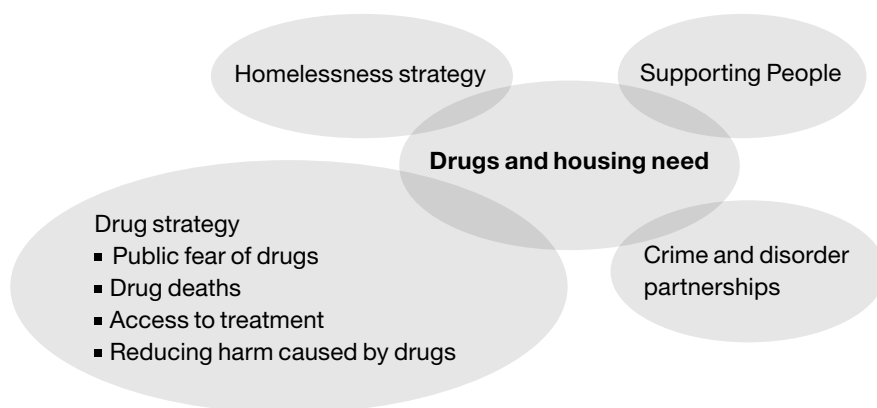 Homelessness strategy
Supporting People
Drugs and housing need
Drug strategy
▪ Public fear of drugs
▪ Drug deaths
▪ Access to treatment
▪ Reducing harm caused by drugs
Crime and disorder
partnerships